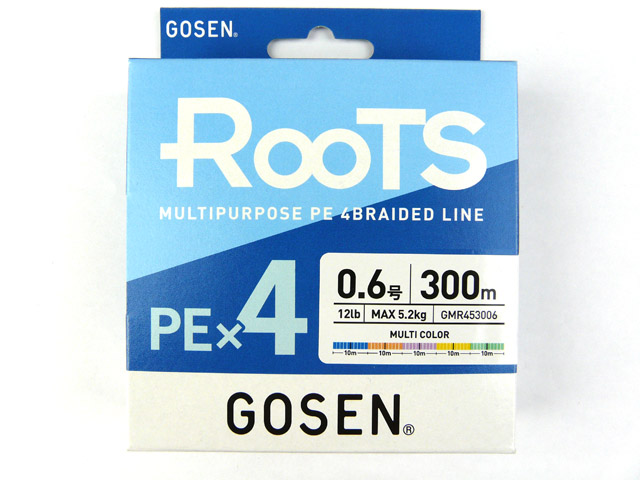 GOSEN®
RooTS
MULTIPURPOSE PE 4BRAIDED LINE
PE×4
0.6号 300m
12lb MAX 5.2kg GMR453006
MULTI COLOR
10m 10m 10m 10m 10m
GOSEN®